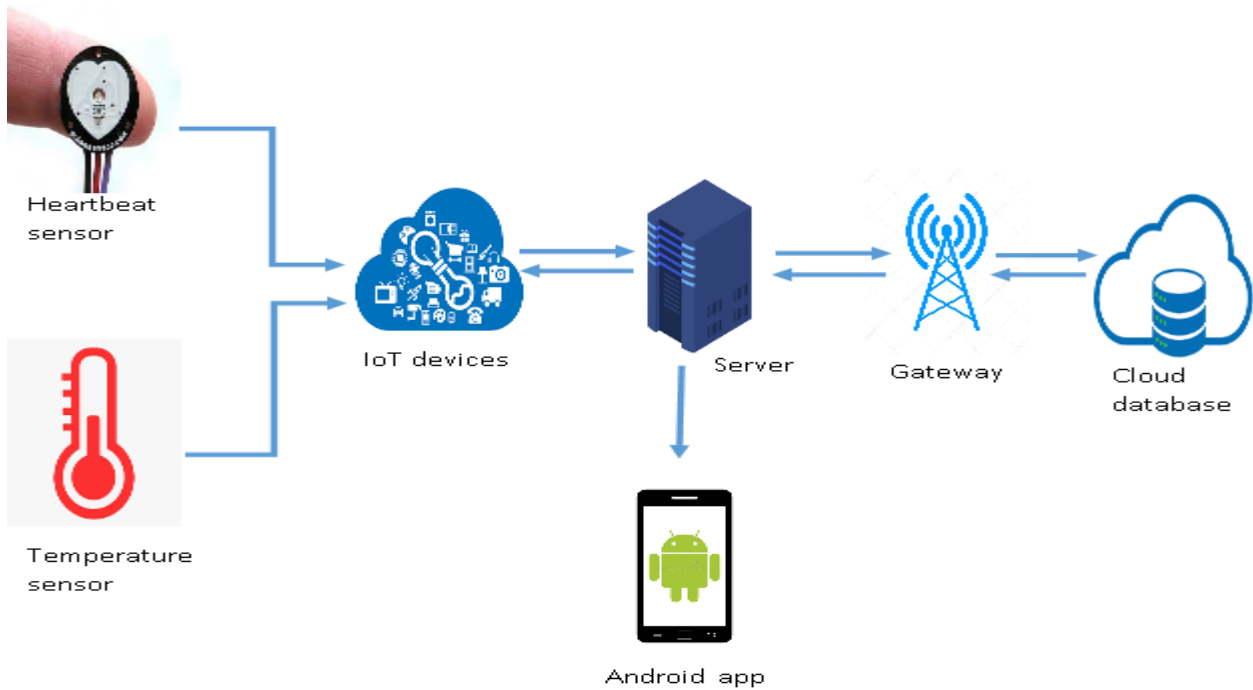 Heartbeat
sensor
IoT devices
Server
Gateway
Cloud
database
Temperature
sensor
Android app